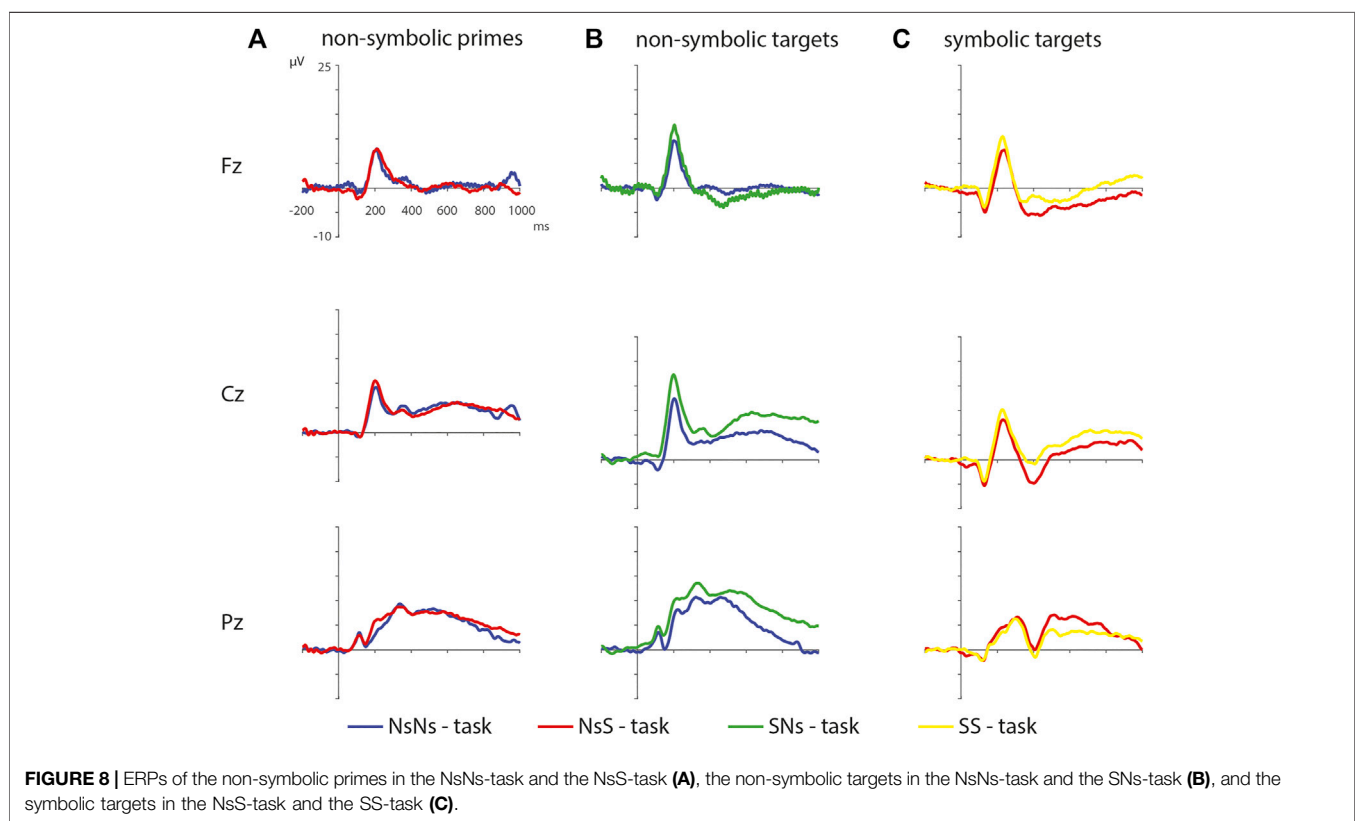 A non-symbolic primes B non-symbolic targets C symbolic targets
µV
25
Fz
-200 200 400 600 800 1000
ms
-10
Cz
Pz
NsNs - task NsS - task SNs - task SS - task
FIGURE 8 | ERPs of the non-symbolic primes in the NsNs-task and the NsS-task (A), the non-symbolic targets in the NsNs-task and the SNs-task (B), and the
symbolic targets in the NsS-task and the SS-task (C).